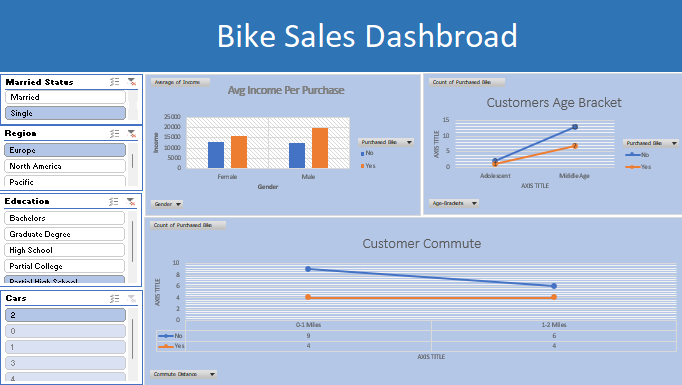 Bike Sales Dashbroad
Married Status
Married
Single
Region
Europe
North America
Pacific
Education
Bachelors
Graduate Degree
High School
Partial College
Partial High School
Cars
2
0
1
3
4
Average of Income
Avg Income Per Purchase
25000
20000
15000
10000
5000
0
Income
Female
Male
Gender
Purchased Bike
No
Yes
Gender
Count of Purchased Bike
Customers Age Bracket
15
10
5
0
AXIS TITLE
Adolescent
Middle Age
AXIS TITLE
Purchased Bike
No
Yes
Age-Brackets
Count of Purchased Bike
Customer Commute
10
8
6
4
2
0
AXIS TITLE
0-1 Miles
1-2 Miles
No
9
6
Yes
4
4
AXIS TITLE
Commute Distance